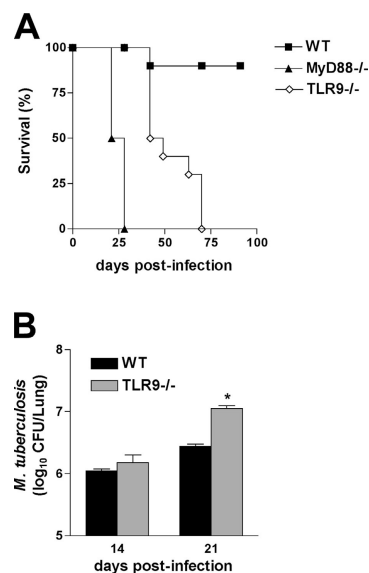 A
WT
MyD88-/-
TLR9-/-
Survival (%)
100
75
50
25
0
0 25 50 75 100
days post-infection
B
WT
TLR9-/-
M. tuberculosis
(log10 CFU/Lung)
8
7
6
5
*
14 21
days post-infection